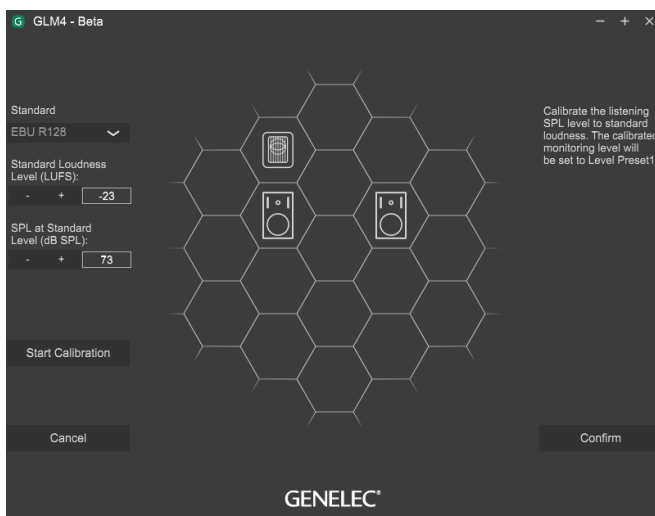 G GLM4 - Beta
Standard
EBU R128
Standard Loudness
Level (LUFS):
- + -23
SPL at Standard
Level (dB SPL):
- + 73
Start Calibration
Cancel
Calibrate the listening
SPL level to standard
loudness. The calibrated
monitoring level will
be set to Level Preset1
Confirm
GENELEC®